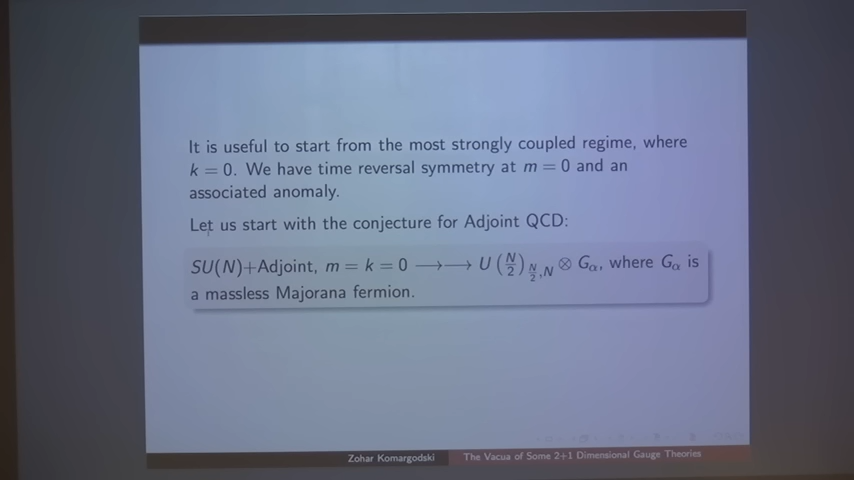 It is useful to start from the most strongly coupled regime, where
k = 0. We have time reversal symmetry at m = 0 and an
associated anomaly.
Let us start with the conjecture for Adjoint QCD:
SU(N)+Adjoint, m = k = 0 ⟶⟶ U(N/2)_{N/2,N} ⊗ G_α, where G_α is
a massless Majorana fermion.
Zohar Komargodski The Vacua of Some 2+1 Dimensional Gauge Theories